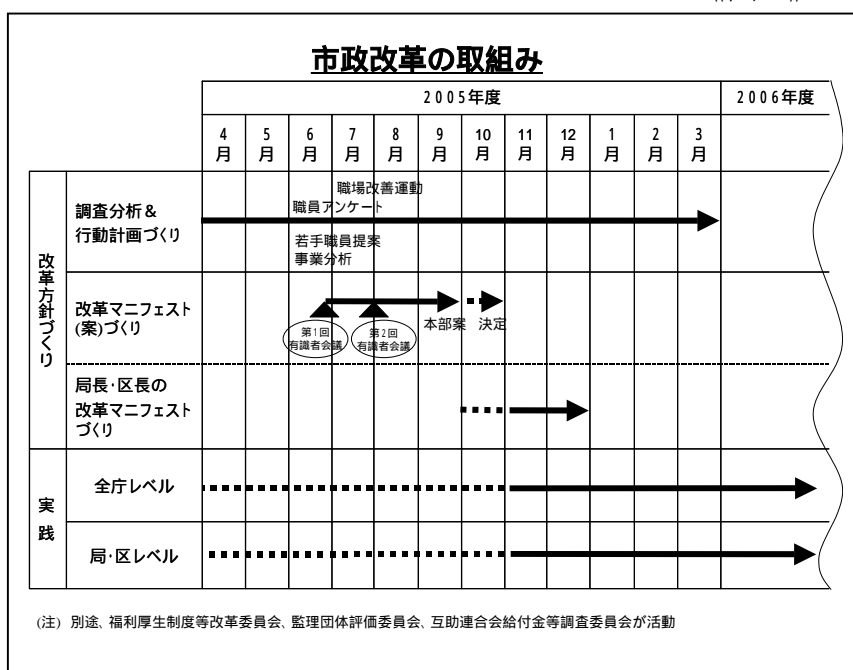 市政改革の取組み
2005年度
2006年度
4月
5月
6月
7月
8月
9月
10月
11月
12月
1月
2月
3月
改革方針づくり
調査分析&
行動計画づくり
職場改善運動
職員アンケート
若手職員提案
事業分析
改革マニフェスト
(案)づくり
第1回
有識者会議
第2回
有識者会議
本部案
決定
局長・区長の
改革マニフェスト
づくり
実践
全庁レベル
局・区レベル
(注) 別途、福利厚生制度等改革委員会、監理団体評価委員会、互助連合会給付金等調査委員会が活動